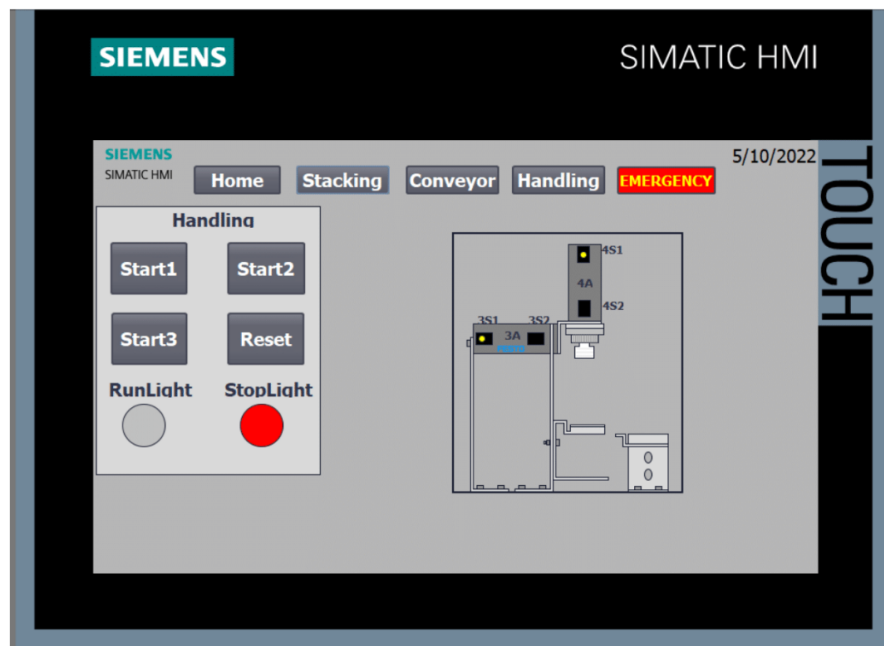 SIEMENS
SIMATIC HMI
TOUCH
SIEMENS
SIMATIC HMI
5/10/2022
Home
Stacking
Conveyor
Handling
EMERGENCY
Handling
Start1
Start2
Start3
Reset
RunLight
StopLight
4S1
4A
4S2
3S1
3S2
3A